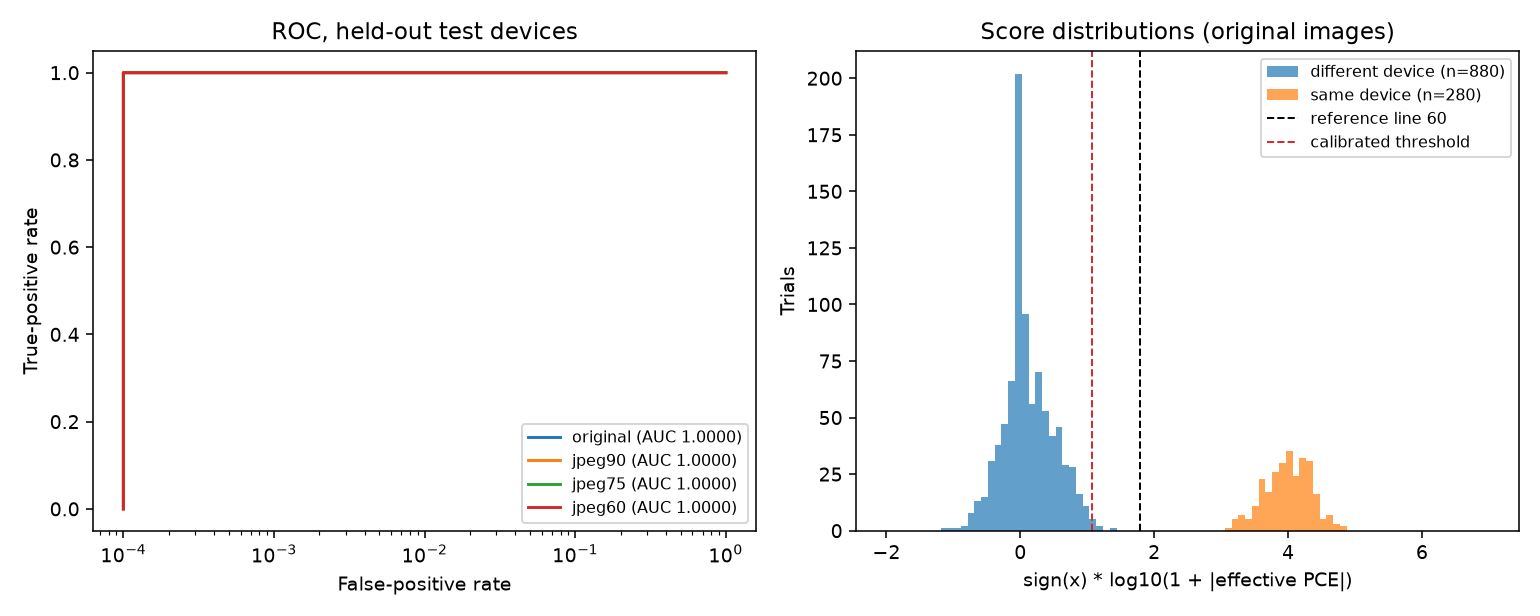 ROC, held-out test devices
True-positive rate
1.0
0.8
0.6
0.4
0.2
0.0
original (AUC 1.0000)
jpeg90 (AUC 1.0000)
jpeg75 (AUC 1.0000)
jpeg60 (AUC 1.0000)
10⁻⁴ 10⁻³ 10⁻² 10⁻¹ 10⁰
False-positive rate
Score distributions (original images)
Trials
200
175
150
125
100
75
50
25
0
different device (n=880)
same device (n=280)
reference line 60
calibrated threshold
−2 0 2 4 6
sign(x) * log10(1 + |effective PCE|)